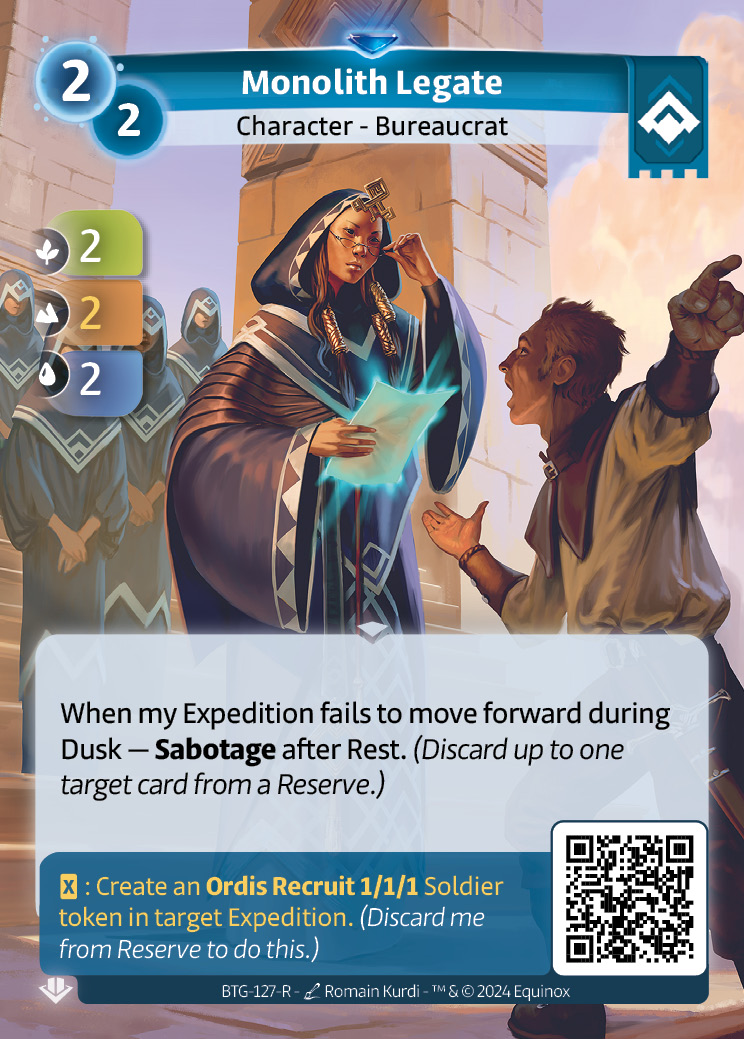 2
Monolith Legate
2
Character - Bureaucrat
2
2
2
When my Expedition fails to move forward during
Dusk — Sabotage after Rest. (Discard up to one
target card from a Reserve.)
X : Create an Ordis Recruit 1/1/1 Soldier
token in target Expedition. (Discard me
from Reserve to do this.)
BTG-127-R - Romain Kurdi - ™ & © 2024 Equinox